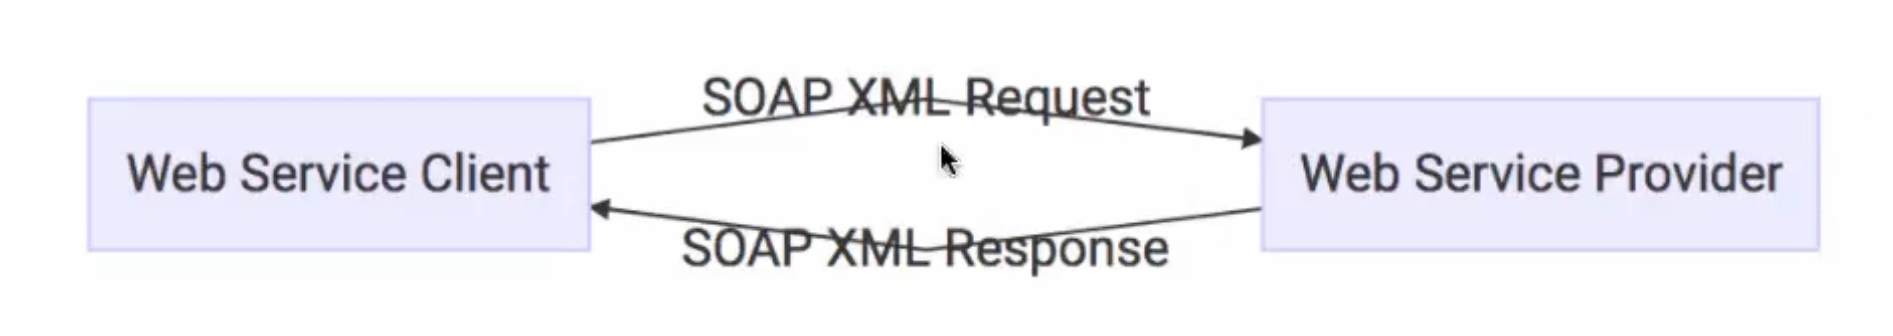 SOAP XML Request
Web Service Client
Web Service Provider
SOAP XML Response